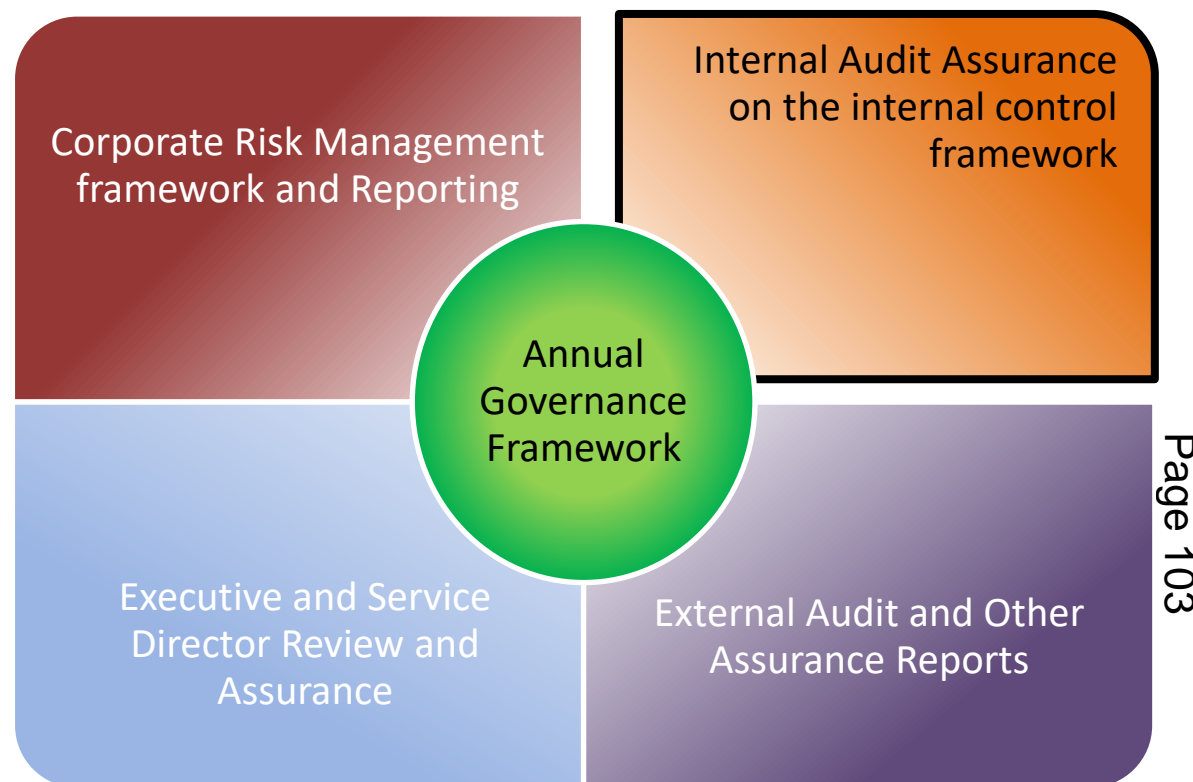 Corporate Risk Management
framework and Reporting
Internal Audit Assurance
on the internal control
framework
Annual
Governance
Framework
Executive and Service
Director Review and
Assurance
External Audit and Other
Assurance Reports
Page 103